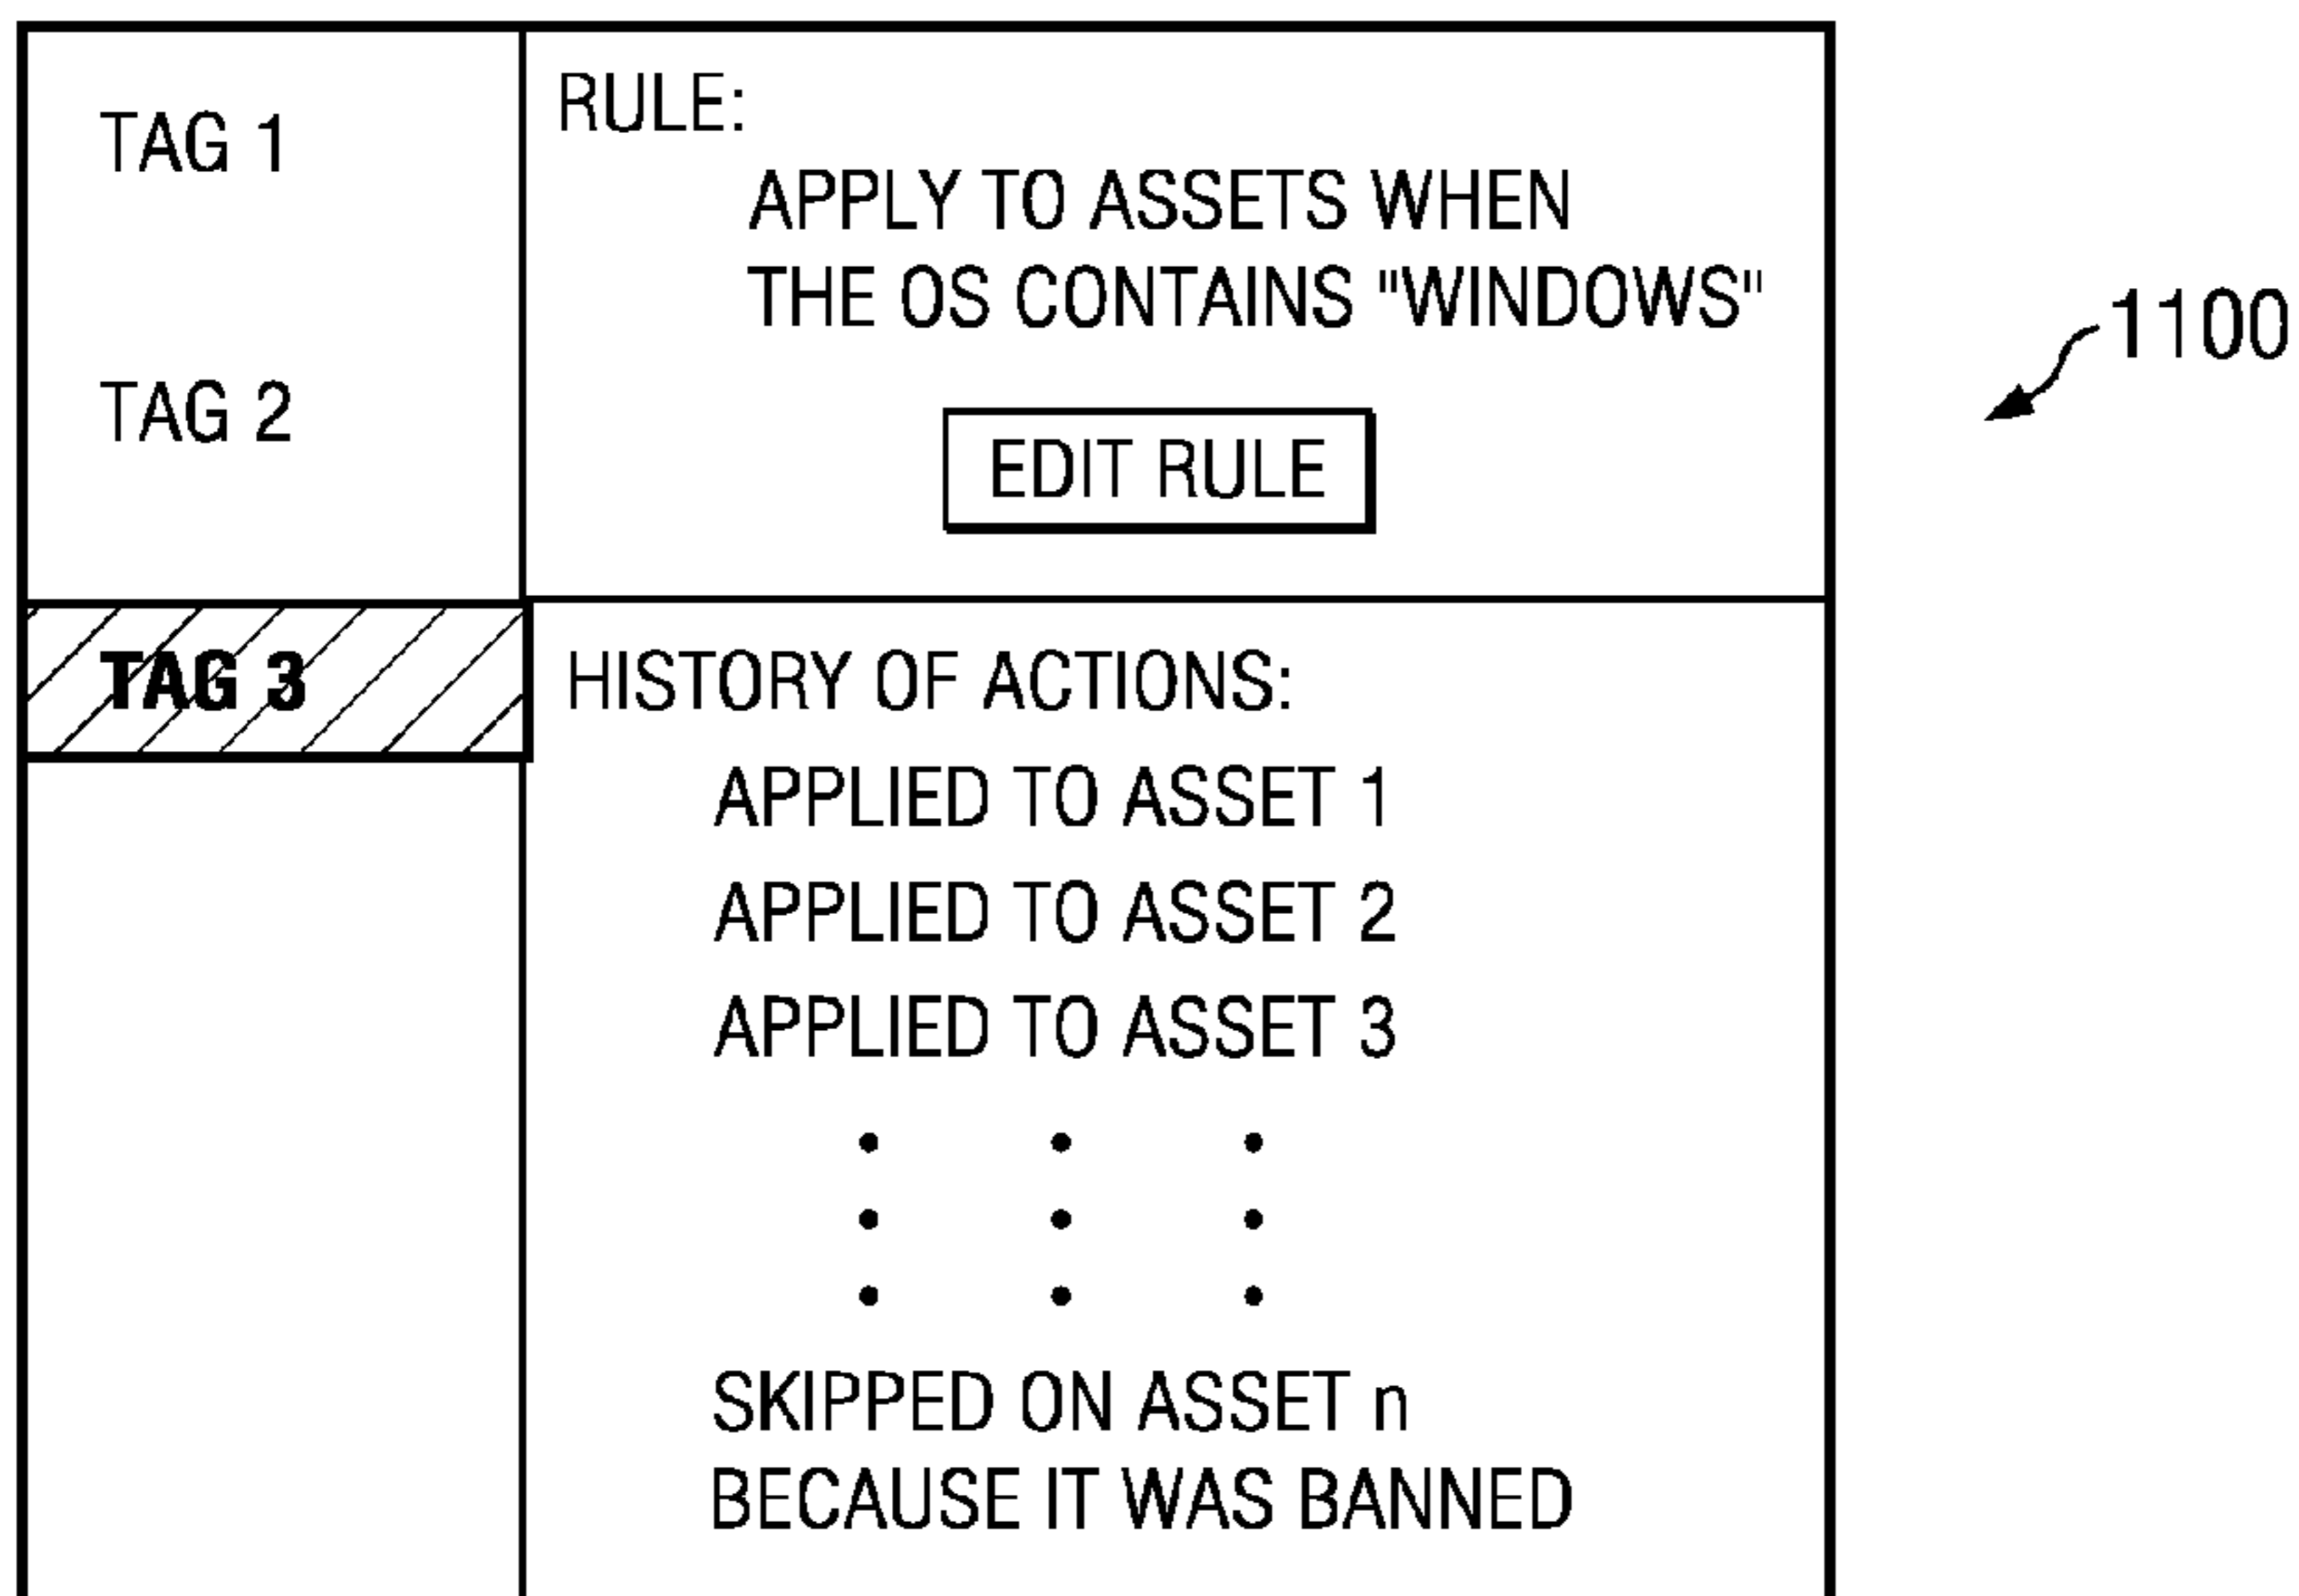 TAG 1
TAG 2
TAG 3
RULE:
APPLY TO ASSETS WHEN
THE OS CONTAINS "WINDOWS"
EDIT RULE
HISTORY OF ACTIONS:
APPLIED TO ASSET 1
APPLIED TO ASSET 2
APPLIED TO ASSET 3
SKIPPED ON ASSET n
BECAUSE IT WAS BANNED
1100